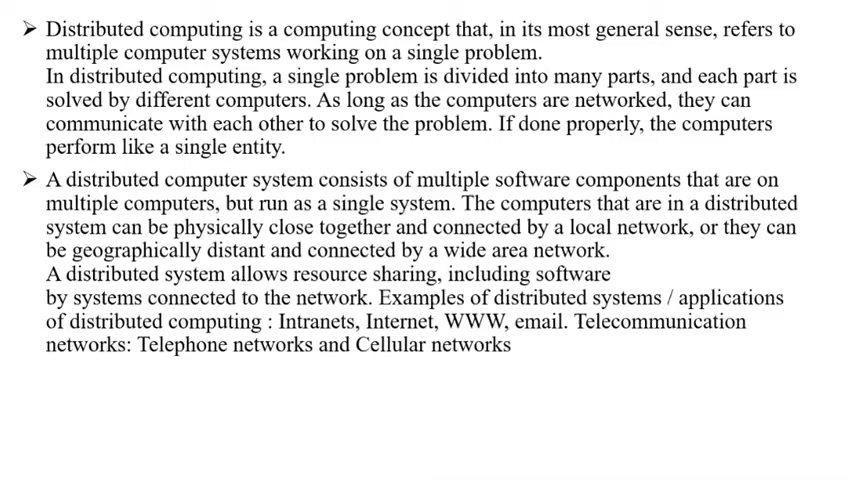 ➢ Distributed computing is a computing concept that, in its most general sense, refers to
multiple computer systems working on a single problem.
In distributed computing, a single problem is divided into many parts, and each part is
solved by different computers. As long as the computers are networked, they can
communicate with each other to solve the problem. If done properly, the computers
perform like a single entity.
➢ A distributed computer system consists of multiple software components that are on
multiple computers, but run as a single system. The computers that are in a distributed
system can be physically close together and connected by a local network, or they can
be geographically distant and connected by a wide area network.
A distributed system allows resource sharing, including software
by systems connected to the network. Examples of distributed systems / applications
of distributed computing : Intranets, Internet, WWW, email. Telecommunication
networks: Telephone networks and Cellular networks